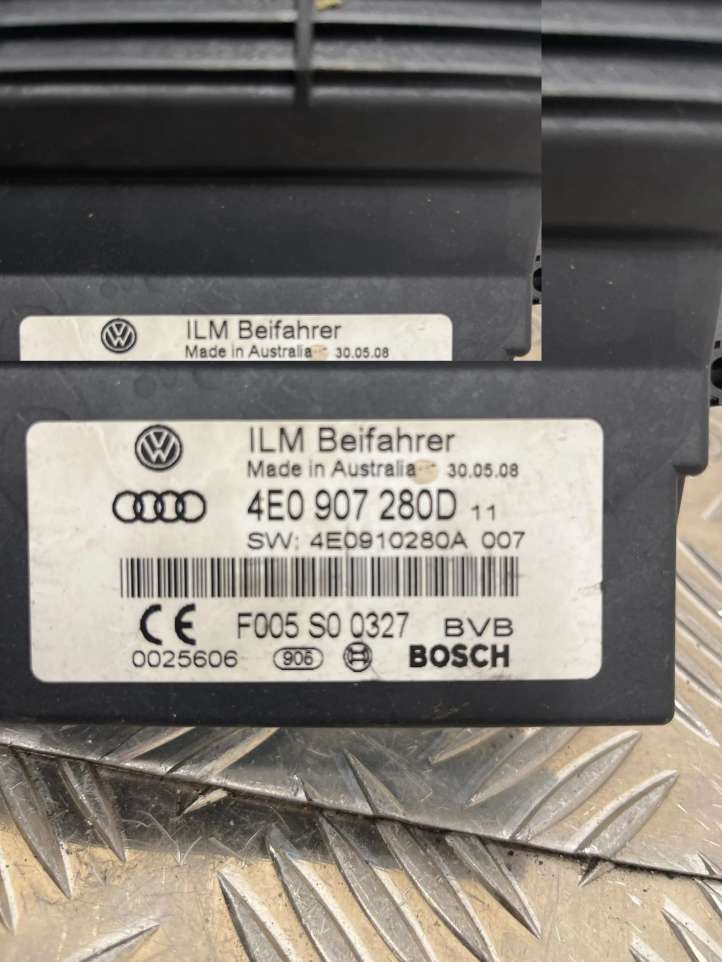 ILM Beifahrer
Made in Australia 30.05.08
ILM Beifahrer
Made in Australia 30.05.08
4E0 907 280D 11
SW: 4E0910280A 007
CE F005 S0 0327 BVB
0025606 906 BOSCH